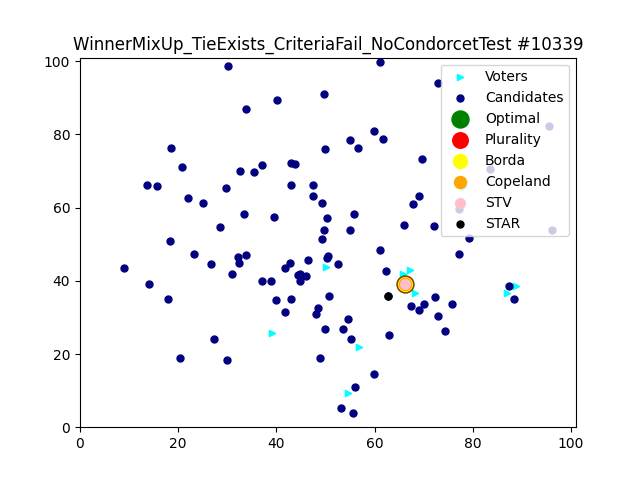 WinnerMixUp_TieExists_CriteriaFail_NoCondorcetTest #10339
Voters
Candidates
Optimal
Plurality
Borda
Copeland
STV
STAR
100
80
60
40
20
0
0 20 40 60 80 100